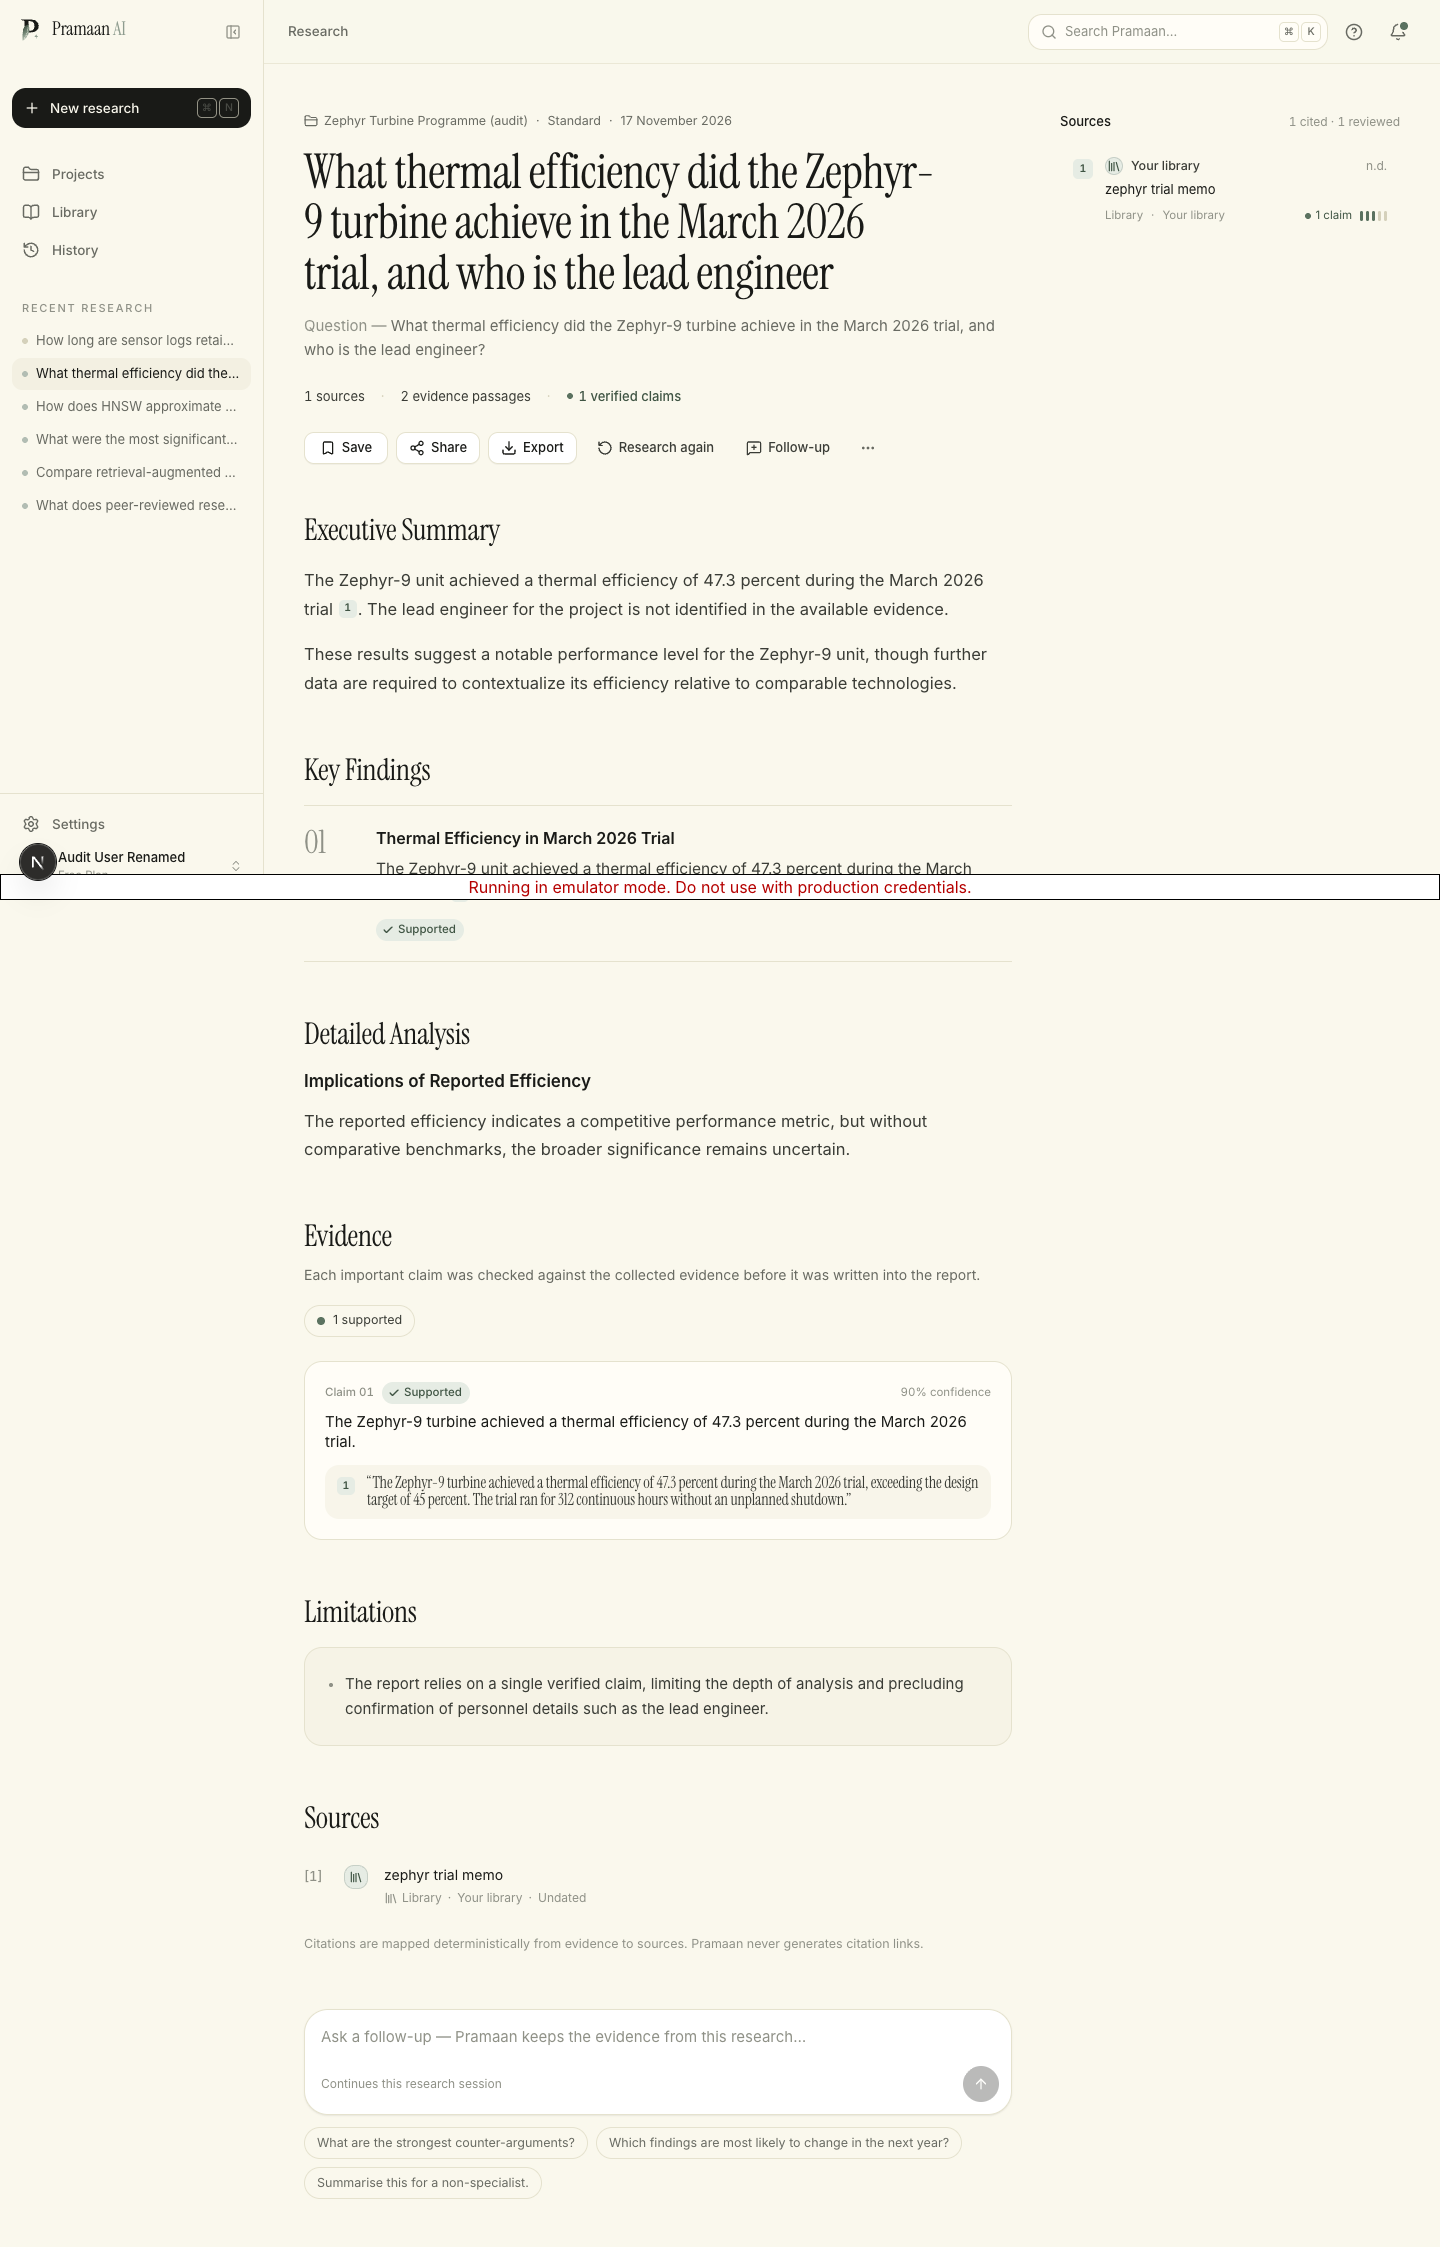 Pramaan AI
Research
Search Pramaan...
⌘ K
New research
⌘ N
Projects
Library
History
RECENT RESEARCH
How long are sensor logs retai...
What thermal efficiency did the...
How does HNSW approximate ...
What were the most significant...
Compare retrieval-augmented ...
What does peer-reviewed rese...
Settings
Audit User Renamed
Zephyr Turbine Programme (audit) · Standard · 17 November 2026
What thermal efficiency did the Zephyr-
9 turbine achieve in the March 2026
trial, and who is the lead engineer
Question — What thermal efficiency did the Zephyr-9 turbine achieve in the March 2026 trial, and
who is the lead engineer?
1 sources · 2 evidence passages · 1 verified claims
Save Share Export Research again Follow-up
Executive Summary
The Zephyr-9 unit achieved a thermal efficiency of 47.3 percent during the March 2026
trial 1. The lead engineer for the project is not identified in the available evidence.
These results suggest a notable performance level for the Zephyr-9 unit, though further
data are required to contextualize its efficiency relative to comparable technologies.
Key Findings
01
Thermal Efficiency in March 2026 Trial
The Zephyr-9 unit achieved a thermal efficiency of 47.3 percent during the March
Running in emulator mode. Do not use with production credentials.
Supported
Detailed Analysis
Implications of Reported Efficiency
The reported efficiency indicates a competitive performance metric, but without
comparative benchmarks, the broader significance remains uncertain.
Evidence
Each important claim was checked against the collected evidence before it was written into the report.
1 supported
Claim 01 Supported 90% confidence
The Zephyr-9 turbine achieved a thermal efficiency of 47.3 percent during the March 2026
trial.
1 “The Zephyr-9 turbine achieved a thermal efficiency of 47.3 percent during the March 2026 trial, exceeding the design
target of 45 percent. The trial ran for 312 continuous hours without an unplanned shutdown.”
Limitations
• The report relies on a single verified claim, limiting the depth of analysis and precluding
confirmation of personnel details such as the lead engineer.
Sources
[1] zephyr trial memo
Library · Your library · Undated
Citations are mapped deterministically from evidence to sources. Pramaan never generates citation links.
Ask a follow-up — Pramaan keeps the evidence from this research...
Continues this research session
What are the strongest counter-arguments?
Which findings are most likely to change in the next year?
Summarise this for a non-specialist.
Sources 1 cited · 1 reviewed
1 Your library n.d.
zephyr trial memo
Library · Your library 1 claim